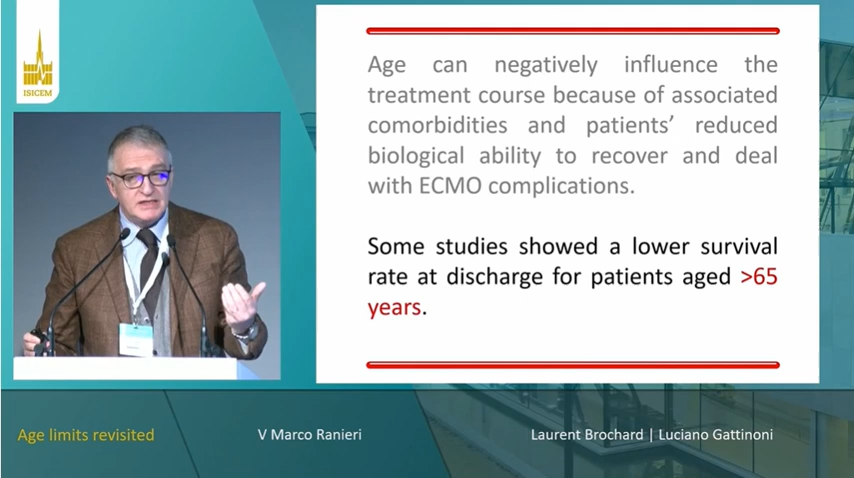 ISICEM
Age can negatively influence the
treatment course because of associated
comorbidities and patients' reduced
biological ability to recover and deal
with ECMO complications.
Some studies showed a lower survival
rate at discharge for patients aged >65
years.
Age limits revisited
V Marco Ranieri
Laurent Brochard | Luciano Gattinoni